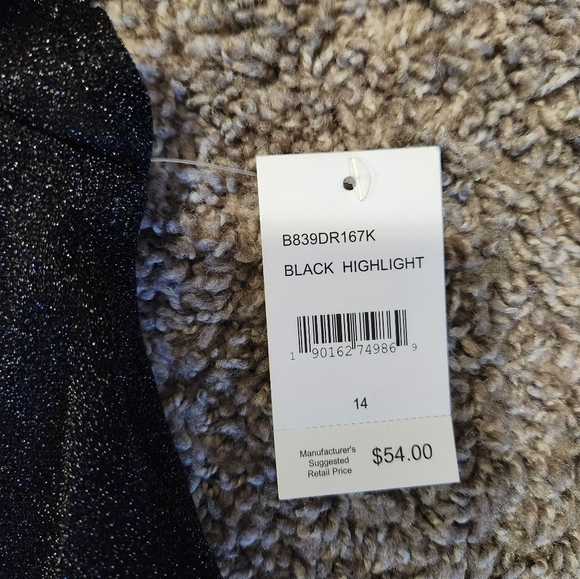 B839DR167K
BLACK HIGHLIGHT
1 90162 74986 9
14
Manufacturer's
Suggested
Retail Price
$54.00